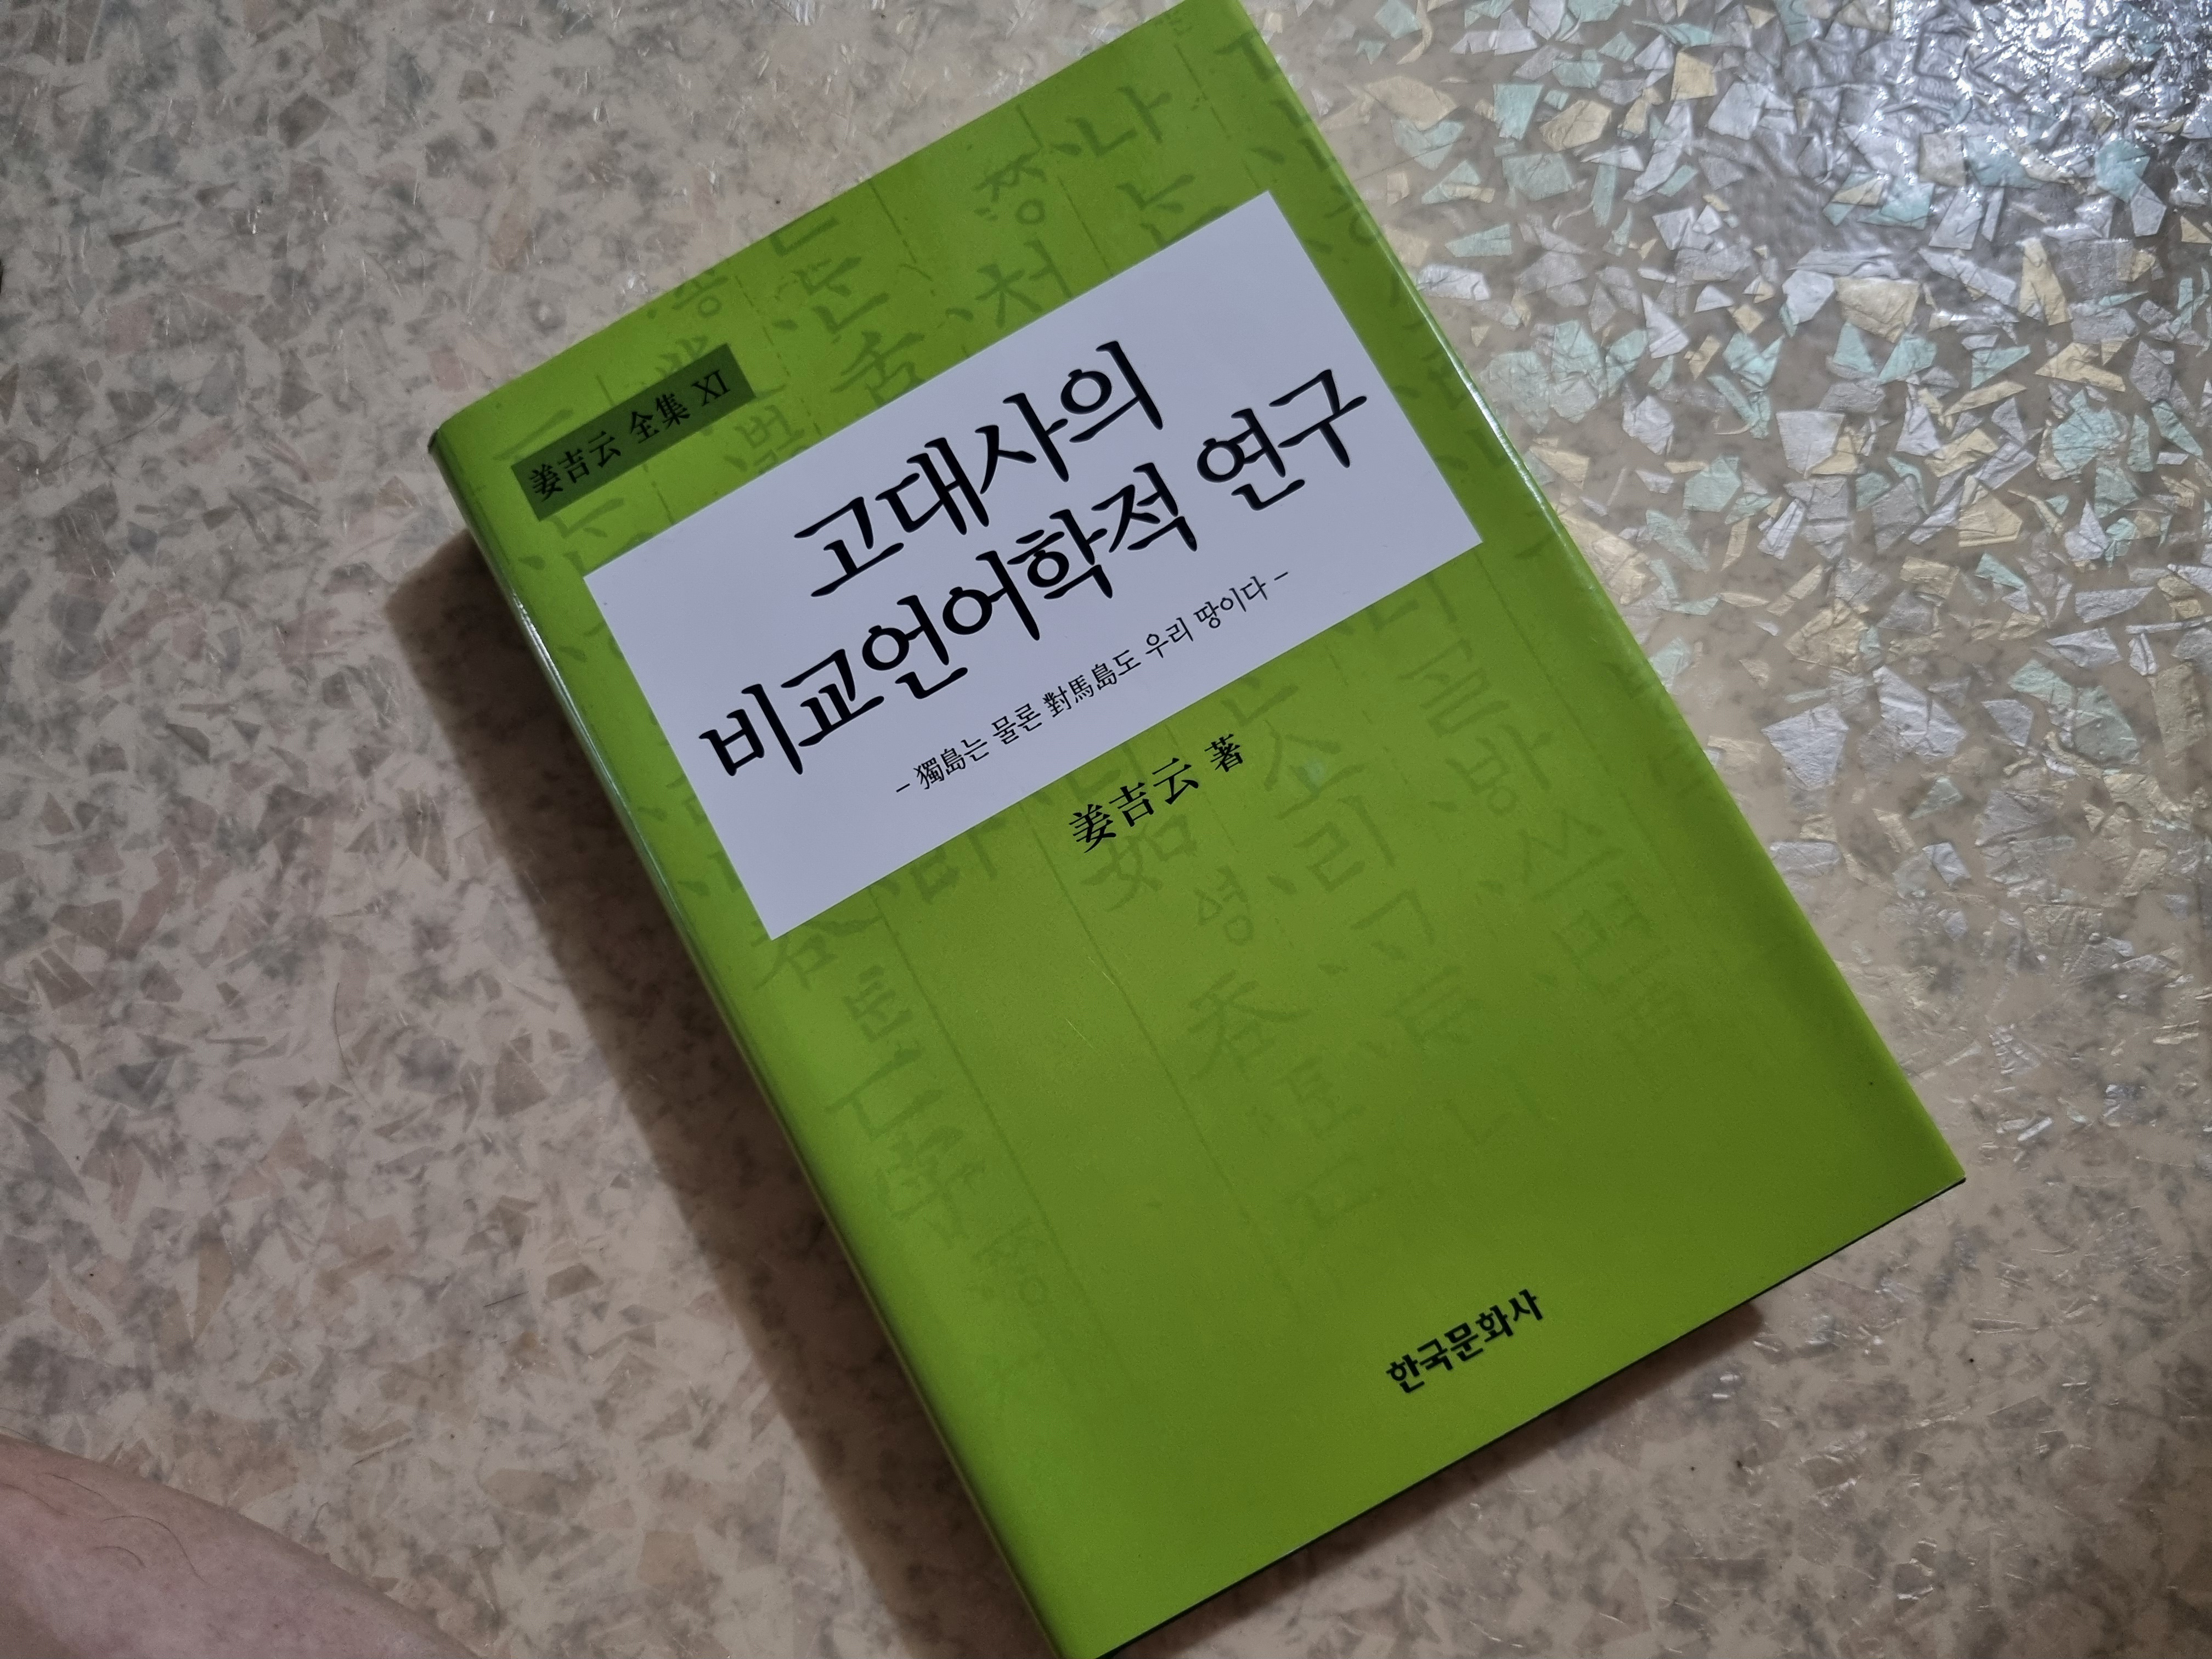 姜吉云 全集 XI
고대사의
비교언어학적 연구
- 獨島는 물론 對馬島도 우리 땅이다 -
姜吉云 著
한국문화사